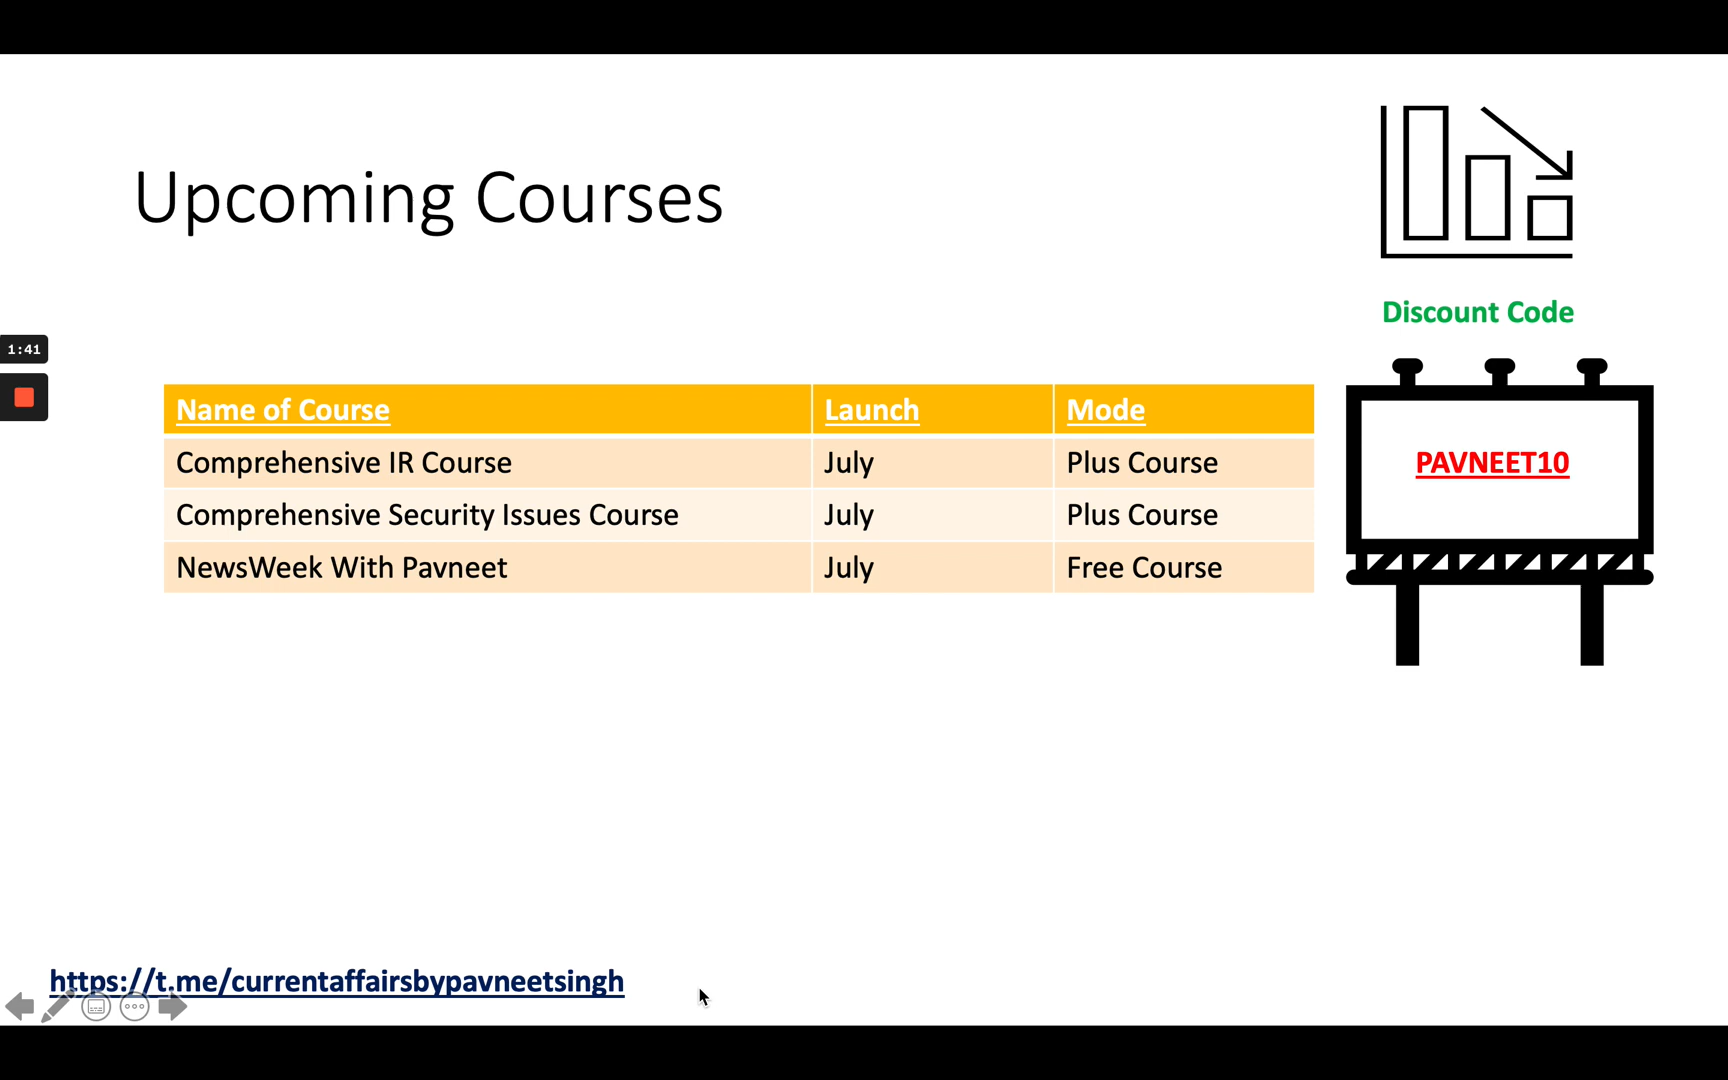 Upcoming Courses
Discount Code
1:41
Name of Course Launch Mode
Comprehensive IR Course July Plus Course
Comprehensive Security Issues Course July Plus Course
NewsWeek With Pavneet July Free Course
PAVNEET10
https://t.me/currentaffairsbypavneetsingh